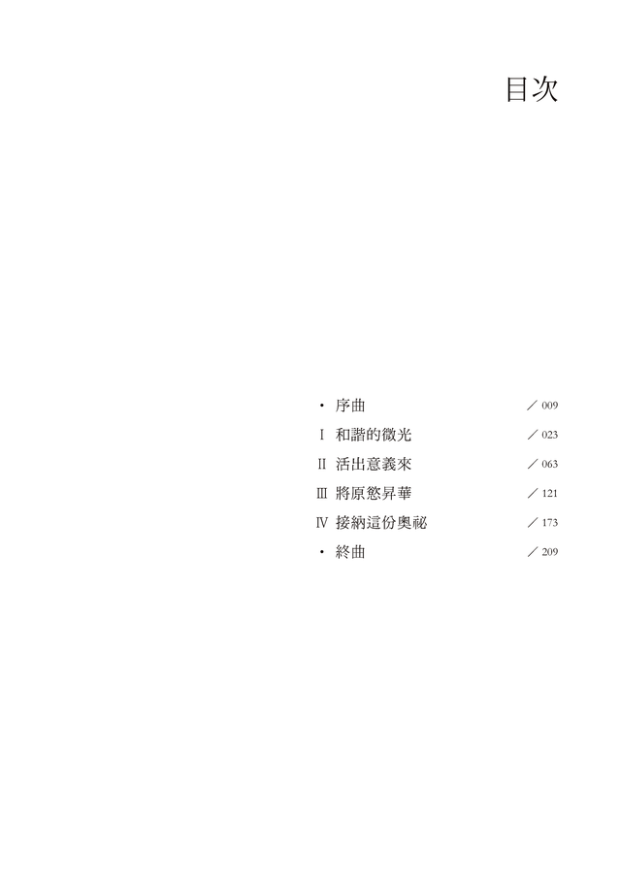 目次
・ 序曲 ／ 009
Ⅰ 和諧的微光 ／ 023
Ⅱ 活出意義來 ／ 063
Ⅲ 將原慾昇華 ／ 121
Ⅳ 接納這份奧祕 ／ 173
・ 終曲 ／ 209